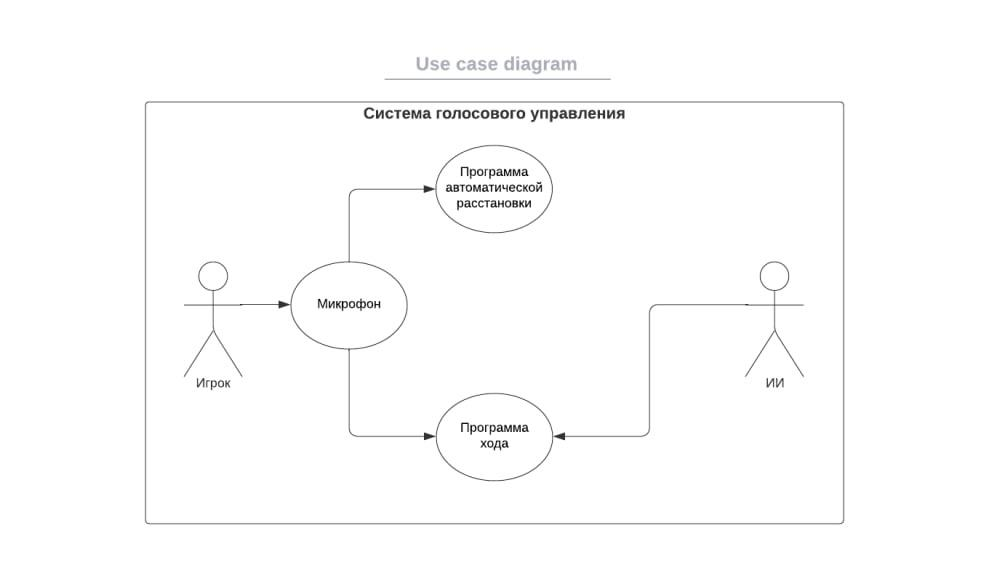 Use case diagram
Система голосового управления
Программа
автоматической
расстановки
Микрофон
Игрок
ИИ
Программа
хода